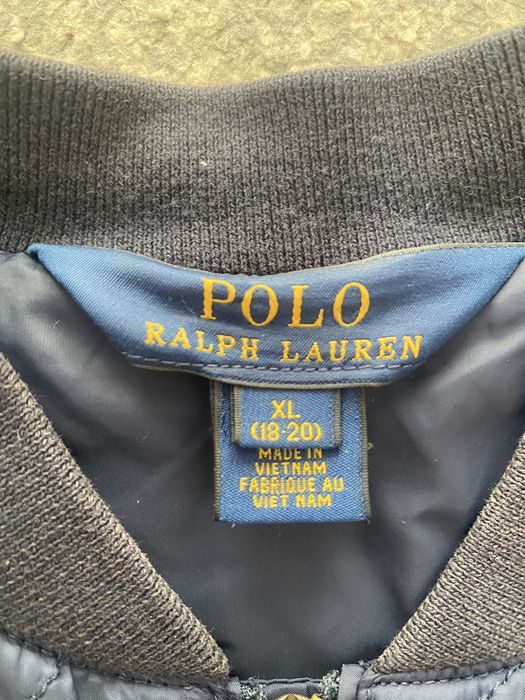 POLO
RALPH LAUREN
XL
(18-20)
MADE IN
VIETNAM
FABRIQUE AU
VIET NAM